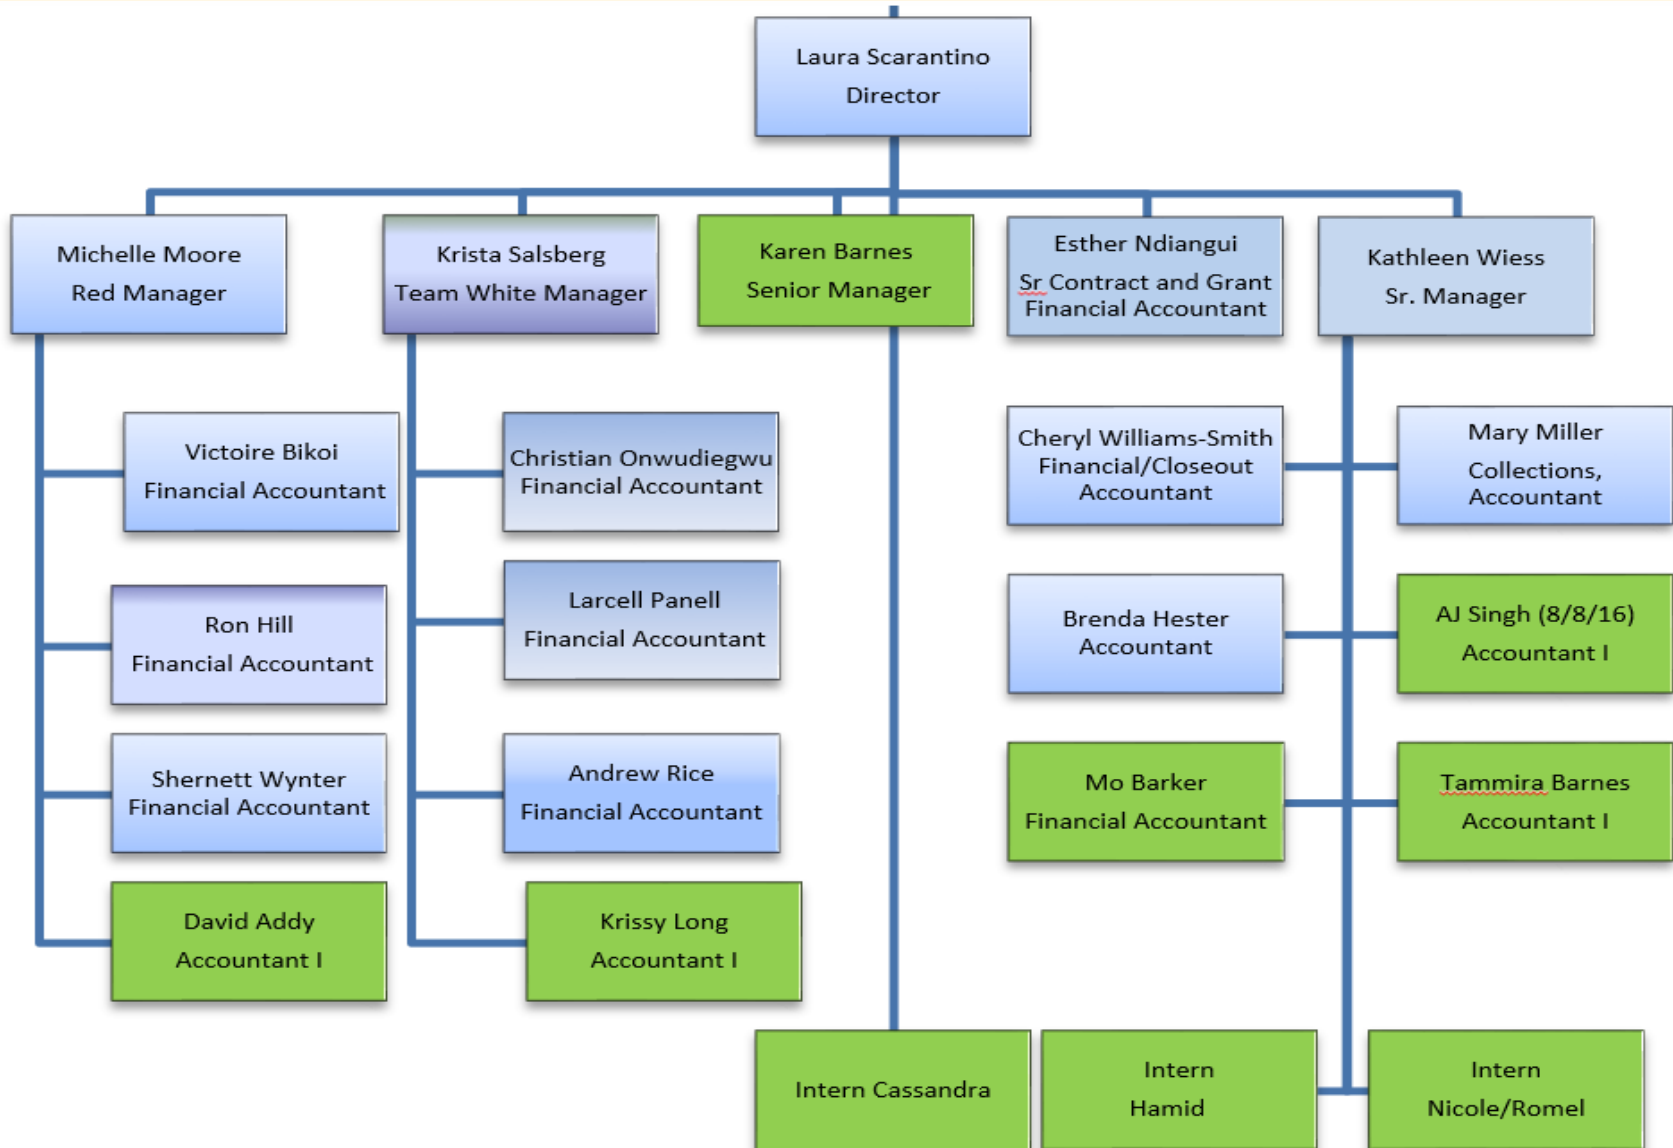 Laura Scarantino
Director
Michelle Moore
Red Manager
Krista Salsberg
Team White Manager
Karen Barnes
Senior Manager
Esther Ndiangui
Sr Contract and Grant
Financial Accountant
Kathleen Wiess
Sr. Manager
Victoire Bikoi
Financial Accountant
Christian Onwudiegwu
Financial Accountant
Cheryl Williams-Smith
Financial/Closeout
Accountant
Mary Miller
Collections,
Accountant
Ron Hill
Financial Accountant
Larcell Panell
Financial Accountant
Brenda Hester
Accountant
AJ Singh (8/8/16)
Accountant I
Shernett Wynter
Financial Accountant
Andrew Rice
Financial Accountant
Mo Barker
Financial Accountant
Tammira Barnes
Accountant I
David Addy
Accountant I
Krissy Long
Accountant I
Intern Cassandra
Intern
Hamid
Intern
Nicole/Romel